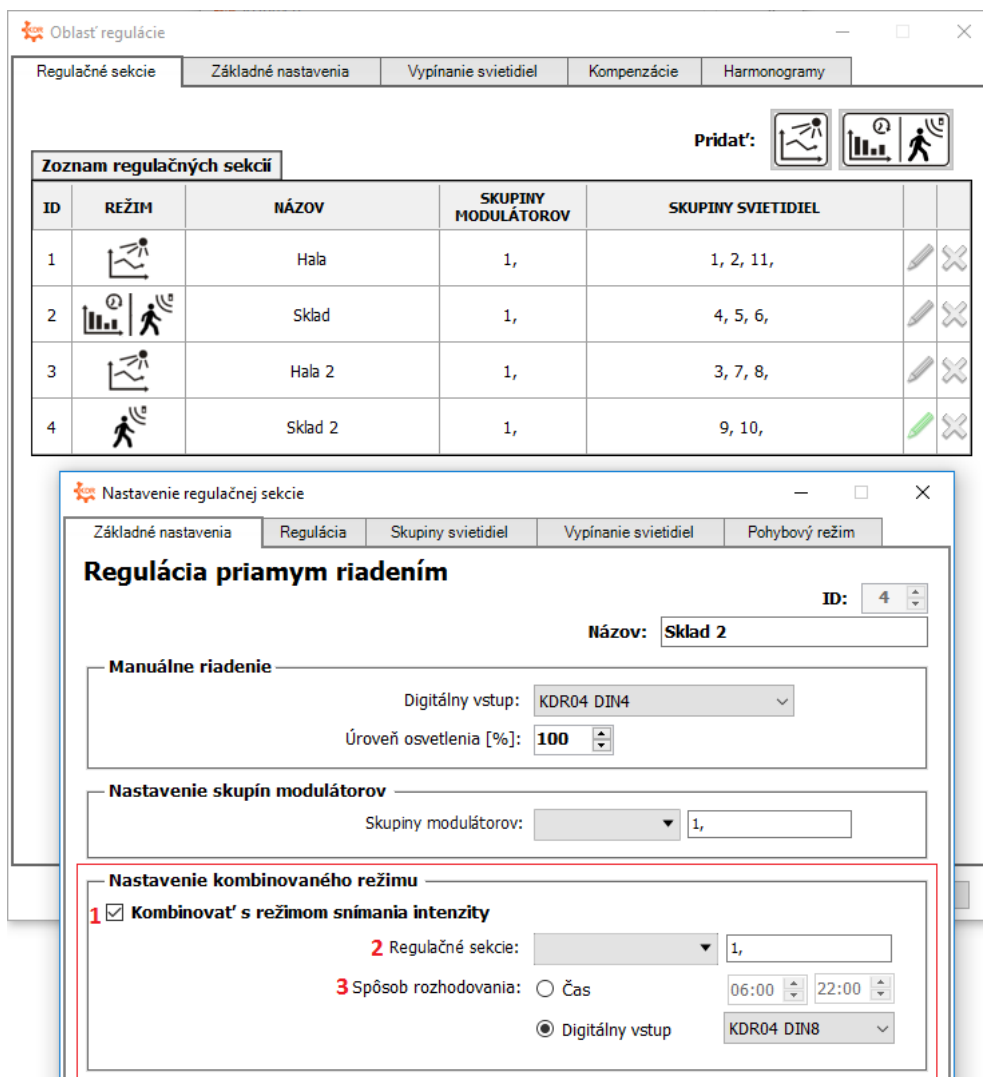 Oblasť regulácie
Regulačné sekcie Základné nastavenia Vypínanie svietidiel Kompenzácie Harmonogramy
Pridať:
Zoznam regulačných sekcií
ID REŽIM NÁZOV SKUPINY MODULÁTOROV SKUPINY SVIETIDIEL
1 Hala 1, 1, 2, 11,
2 Sklad 1, 4, 5, 6,
3 Hala 2 1, 3, 7, 8,
4 Sklad 2 1, 9, 10,
KDR Nastavenie regulačnej sekcie
Základné nastavenia Regulácia Skupiny svietidiel Vypínanie svietidiel Pohybový režim
Regulácia priamym riadením
ID: 4
Názov: Sklad 2
Manuálne riadenie
Digitálny vstup: KDR04 DIN4
Úroveň osvetlenia [%]: 100
Nastavenie skupín modulátorov
Skupiny modulátorov: 1,
Nastavenie kombinovaného režimu
1 Kombinovať s režimom snímania intenzity
2 Regulačné sekcie: 1,
3 Spôsob rozhodovania: Čas 06:00 22:00
Digitálny vstup KDR04 DIN8